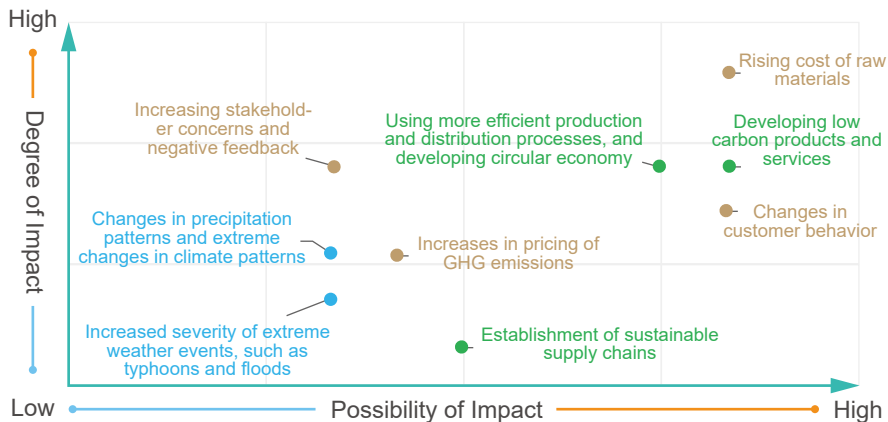 High
Rising cost of raw
materials
Increasing stakehold-
er concerns and
negative feedback
Using more efficient production
and distribution processes, and
developing circular economy
Developing low
carbon products and
services
Degree of Impact
Changes in precipitation
patterns and extreme
changes in climate patterns
Increases in pricing of
GHG emissions
Changes in
customer behavior
Increased severity of extreme
weather events, such as
typhoons and floods
Establishment of sustainable
supply chains
Low
Possibility of Impact
High